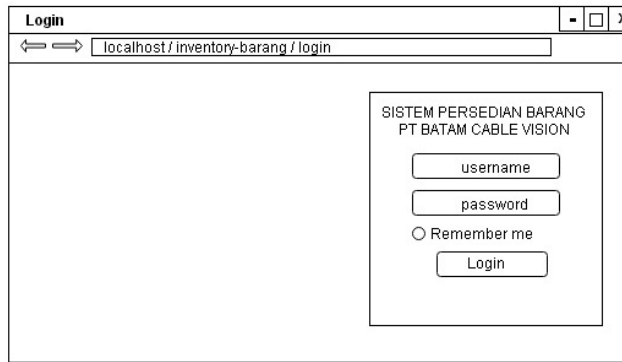 Login
localhost / inventory-barang / login
SISTEM PERSEDIAN BARANG
PT BATAM CABLE VISION
username
password
Remember me
Login